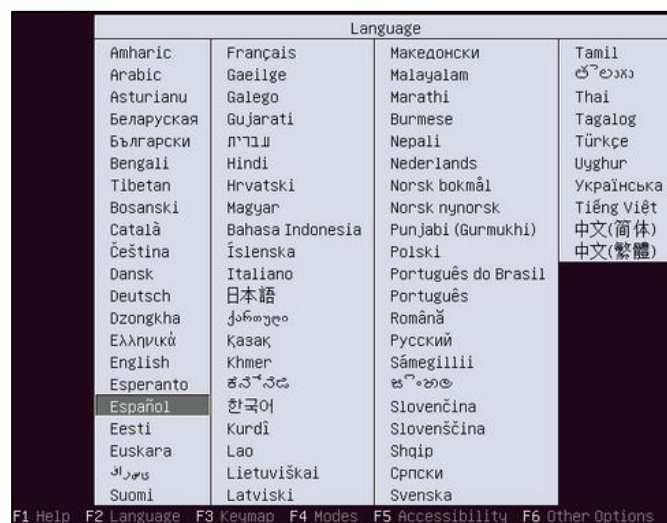 Language
Amharic
Arabic
Asturianu
Беларуская
Български
Bengali
Tibetan
Bosanski
Català
Čeština
Dansk
Deutsch
Dzongkha
Ελληνικά
English
Esperanto
Español
Eesti
Euskara
فارسی
Suomi
Français
Gaeilge
Galego
Gujarati
עברית
Hindi
Hrvatski
Magyar
Bahasa Indonesia
Íslenska
Italiano
日本語
ქართული
Қазақ
Khmer
ಕನ್ನಡ
한국어
Kurdî
Lao
Lietuviškai
Latviski
Македонски
Malayalam
Marathi
Burmese
Nepali
Nederlands
Norsk bokmål
Norsk nynorsk
Punjabi (Gurmukhi)
Polski
Português do Brasil
Português
Română
Русский
Sámegillii
සිංහල
Slovenčina
Slovenščina
Shqip
Српски
Svenska
Tamil
తెలుగు
Thai
Tagalog
Türkçe
Uyghur
Українська
Tiếng Việt
中文(简体)
中文(繁體)
F1 Help F2 Language F3 Keymap F4 Modes F5 Accessibility F6 Other Options